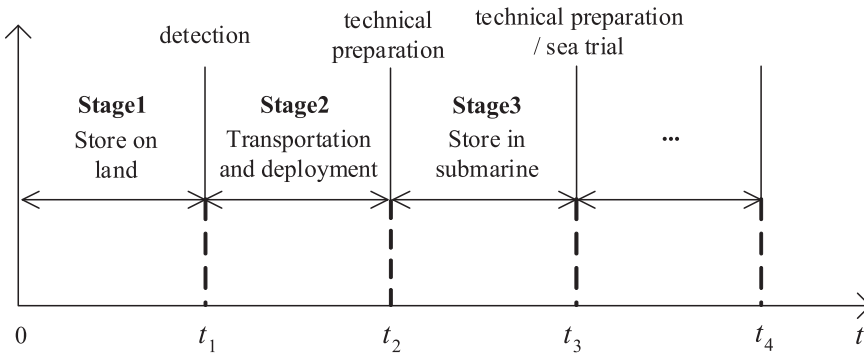 detection
technical
preparation
technical preparation
/ sea trial
Stage1
Store on
land
Stage2
Transportation
and deployment
Stage3
Store in
submarine
...
0
t1
t2
t3
t4
t